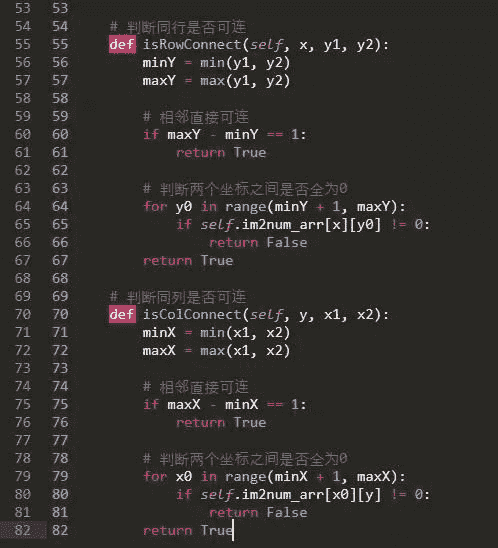 53 53
54 54     # 判断同行是否可连
55 55     def isRowConnect(self, x, y1, y2):
56 56         minY = min(y1, y2)
57 57         maxY = max(y1, y2)
58 58
59 59         # 相邻直接可连
60 60         if maxY - minY == 1:
61 61             return True
62 62
63 63         # 判断两个坐标之间是否全为0
64 64         for y0 in range(minY + 1, maxY):
65 65             if self.im2num_arr[x][y0] != 0:
66 66                 return False
67 67         return True
68 68
69 69     # 判断同列是否可连
70 70     def isColConnect(self, y, x1, x2):
71 71         minX = min(x1, x2)
72 72         maxX = max(x1, x2)
73 73
74 74         # 相邻直接可连
75 75         if maxX - minX == 1:
76 76             return True
77 77
78 78         # 判断两个坐标之间是否全为0
79 79         for x0 in range(minX + 1, maxX):
80 80             if self.im2num_arr[x0][y] != 0:
81 81                 return False
82 82         return True